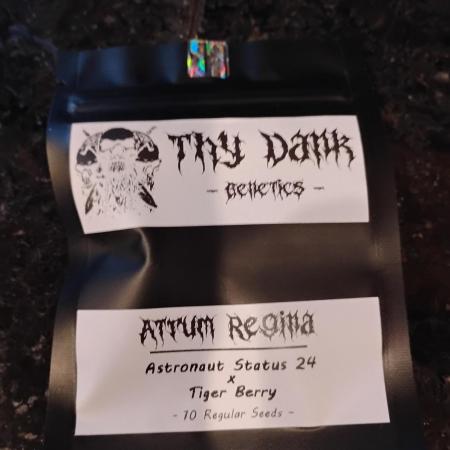 Thy Dank
- Genetics -
Atrum Regina
Astronaut Status 24
x
Tiger Berry
- 10 Regular Seeds -